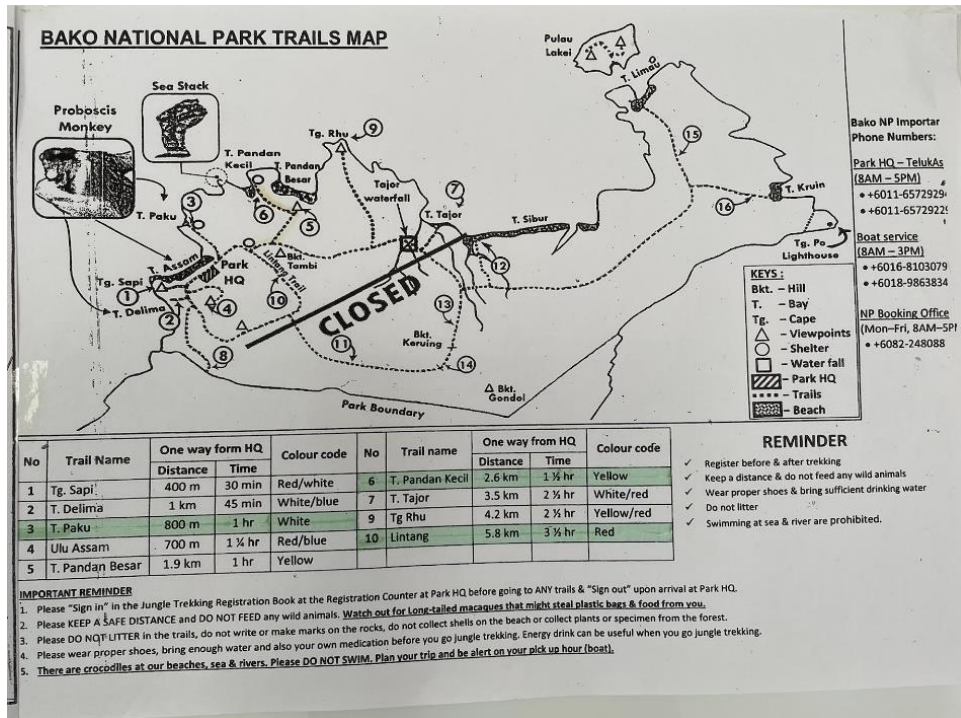 BAKO NATIONAL PARK TRAILS MAP
Sea Stack
Proboscis
Monkey
Pulau
Lakei
T. Limau
Tg. Rhu
9
T. Pandan
Kecil
T. Pandan
Besar
Tajor
waterfall
7
15
3
T. Paku
6
5
T. Tajor
T. Sibur
16
T. Kruin
Tg. Po
Lighthouse
T. Assam
Park
HQ
Bkt.
Tambi
Lintang Trail
12
Tg. Sapi
1
T. Delima
2
4
10
CLOSED
13
8
11
Bkt.
Keruing
14
Bkt.
Gondol
Park Boundary
Bako NP Importar
Phone Numbers:
Park HQ – TelukAs
(8AM – 5PM)
• +6011-6572929
• +6011-6572922
Boat service
(8AM – 3PM)
• +6016-8103079
• +6018-9863834
NP Booking Office
(Mon–Fri, 8AM–5P
• +6082-248088
KEYS :
Bkt. – Hill
T. – Bay
Tg. – Cape
– Viewpoints
– Shelter
– Water fall
– Park HQ
– Trails
– Beach
No Trail Name One way form HQ Colour code No Trail name One way from HQ Colour code
Distance Time Distance Time
1 Tg. Sapi 400 m 30 min Red/white 6 T. Pandan Kecil 2.6 km 1 ½ hr Yellow
2 T. Delima 1 km 45 min White/blue 7 T. Tajor 3.5 km 2 ½ hr White/red
3 T. Paku 800 m 1 hr White 9 Tg Rhu 4.2 km 2 ½ hr Yellow/red
4 Ulu Assam 700 m 1 ¼ hr Red/blue 10 Lintang 5.8 km 3 ½ hr Red
5 T. Pandan Besar 1.9 km 1 hr Yellow
REMINDER
✓ Register before & after trekking
✓ Keep a distance & do not feed any wild animals
✓ Wear proper shoes & bring sufficient drinking water
✓ Do not litter
✓ Swimming at sea & river are prohibited.
IMPORTANT REMINDER
1. Please "Sign in" in the Jungle Trekking Registration Book at the Registration Counter at Park HQ before going to ANY trails & "Sign out" upon arrival at Park HQ.
2. Please KEEP A SAFE DISTANCE and DO NOT FEED any wild animals. Watch out for Long-tailed macaques that might steal plastic bags & food from you.
3. Please DO NOT LITTER in the trails, do not write or make marks on the rocks, do not collect shells on the beach or collect plants or specimen from the forest.
4. Please wear proper shoes, bring enough water and also your own medication before you go jungle trekking. Energy drink can be useful when you go jungle trekking.
5. There are crocodiles at our beaches, sea & rivers. Please DO NOT SWIM. Plan your trip and be alert on your pick up hour (boat).